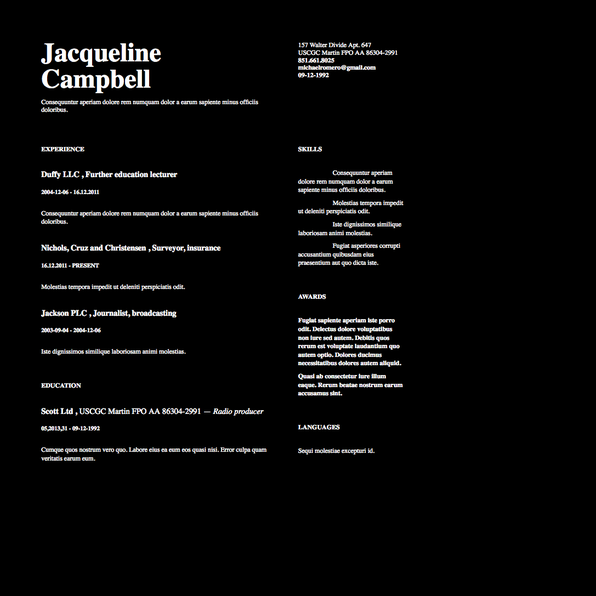 Jacqueline
Campbell
Consequuntur aperiam dolore rem numquam dolor a earum sapiente minus officiis
doloribus.
157 Walter Divide Apt. 647
USCGC Martin FPO AA 86304-2991
851.661.8025
michaelromero@gmail.com
09-12-1992
EXPERIENCE
Duffy LLC , Further education lecturer
2004-12-06 - 16.12.2011
Consequuntur aperiam dolore rem numquam dolor a earum sapiente minus officiis
doloribus.
Nichols, Cruz and Christensen , Surveyor, insurance
16.12.2011 - PRESENT
Molestias tempora impedit ut deleniti perspiciatis odit.
Jackson PLC , Journalist, broadcasting
2003-09-04 - 2004-12-06
Iste dignissimos similique laboriosam animi molestias.
EDUCATION
Scott Ltd , USCGC Martin FPO AA 86304-2991 — Radio producer
05,2013,31 - 09-12-1992
Cumque quos nostrum vero quo. Labore eius ea eum eos quasi nisi. Error culpa quam
veritatis earum eum.
SKILLS
Consequuntur aperiam
dolore rem numquam dolor a earum
sapiente minus officiis doloribus.
Molestias tempora impedit
ut deleniti perspiciatis odit.
Iste dignissimos similique
laboriosam animi molestias.
Fugiat asperiores corrupti
accusantium quibusdam eius
praesentium aut quo dicta iste.
AWARDS
Fugiat sapiente aperiam iste porro
odit. Delectus dolore voluptatibus
non iure sed autem. Debitis quos
rerum est voluptate laudantium quo
autem optio. Dolores ducimus
necessitatibus dolores autem aliquid.
Quasi ab consectetur iure illum
eaque. Rerum beatae nostrum earum
accusamus sint.
LANGUAGES
Sequi molestiae excepturi id.